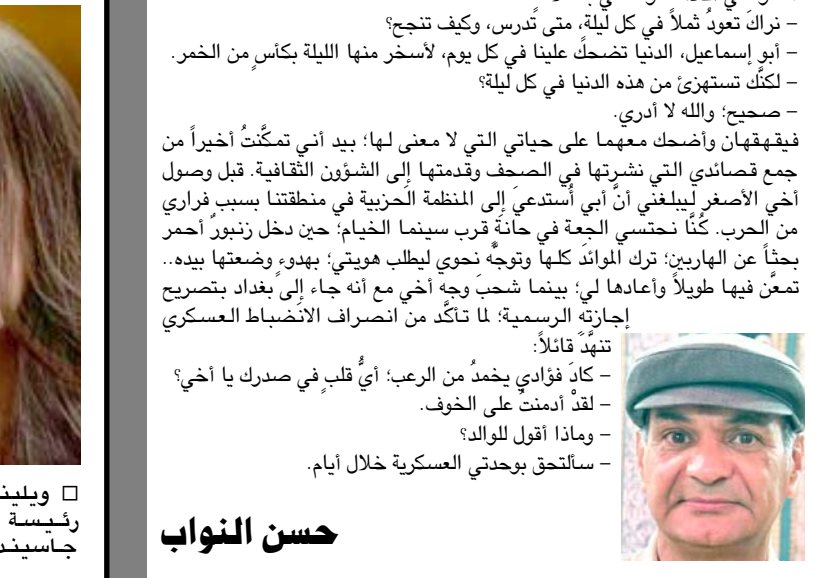 – نراكَ تعودُ ثملاً في كل ليلة، متى تَدرس، وكيف تنجح؟
– أبو إسماعيل، الدنيا تضحكُ علينا في كل يوم، لأسخر منها الليلة بكأسٍ من الخمر.
– لكنَّك تستهزئ من هذه الدنيا في كل ليلة؟
– صحيح؛ والله لا أدري.
فيقهقهان وأضحك معهما على حياتي التي لا معنى لها؛ بيد أني تمكَّنتُ أخيراً من
جمع قصائدي التي نشرتها في الصحف وقدمتها إلى الشؤون الثقافية. قبل وصول
أخي الأصغر ليبلغني أنَّ أبي أُستدعيَ إلى المنظمة الحزبية في منطقتنا بسبب فراري
من الحرب. كُنَّا نحتسي الجعة في حانة قرب سينما الخيام؛ حين دخل زنبورٌ أحمر
بحثاً عن الهاربين؛ ترك الموائدَ كلها وتوجَّه نحوي ليطلب هويتي؛ بهدوءٍ وضعتها بيده..
تمعَّن فيها طويلاً وأعادها لي؛ بينما شحبَ وجه أخي مع أنه جاء إلى بغداد بتصريح
إجازتهِ الرسمية؛ لما تأكَّد من انصراف الانضباط العسكري
تنهَّدَ قائلاً:
– كادَ فؤادي يخمدُ من الرعب؛ أيُّ قلبٍ في صدرك يا أخي؟
– لقدْ أدمنتُ على الخوف.
– وماذا أقول للوالد؟
– سألتحق بوحدتي العسكرية خلال أيام.
حسن النواب
□ ويلين
رئيسة
جاسيند